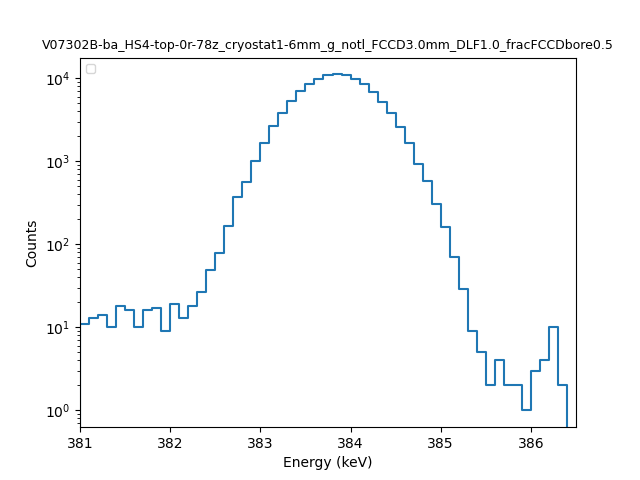 V07302B-ba_HS4-top-0r-78z_cryostat1-6mm_g_notl_FCCD3.0mm_DLF1.0_fracFCCDbore0.5
10⁴
10³
10²
10¹
10⁰
Counts
381 382 383 384 385 386
Energy (keV)